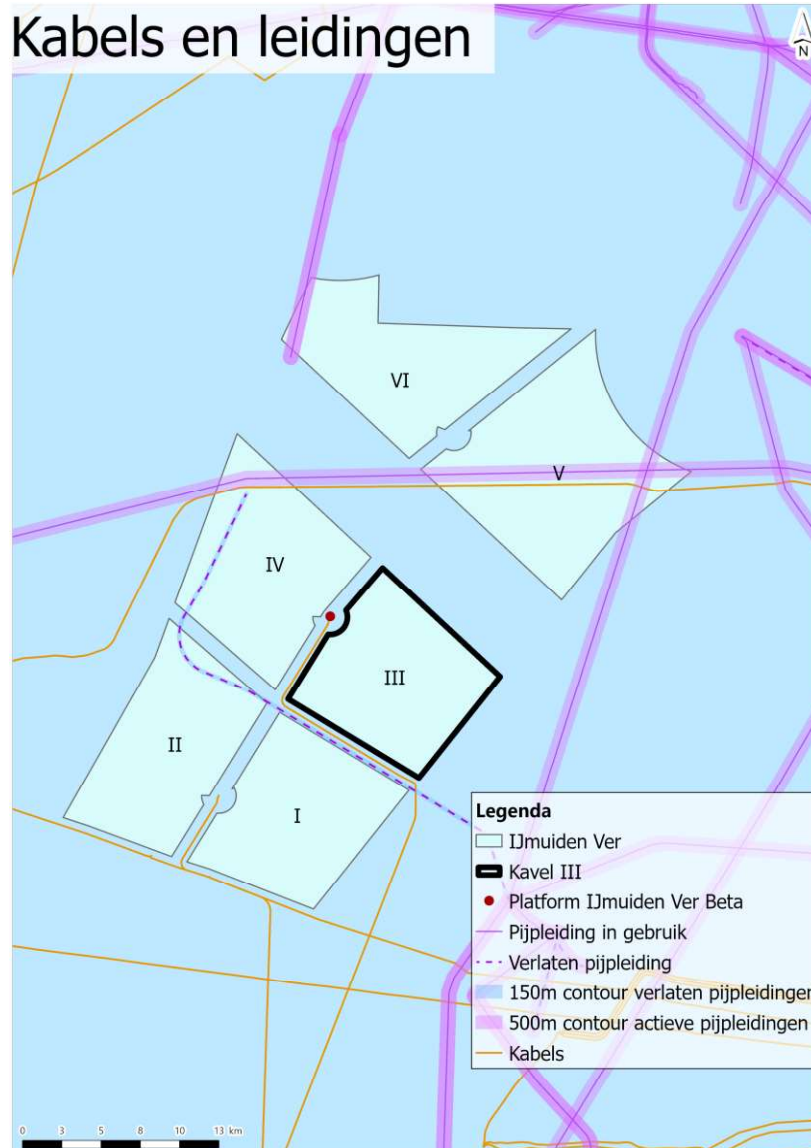 Kabels en leidingen
N
VI
V
IV
III
II
I
Legenda
IJmuiden Ver
Kavel III
Platform IJmuiden Ver Beta
Pijpleiding in gebruik
Verlaten pijpleiding
150m contour verlaten pijpleidingen
500m contour actieve pijpleidingen
Kabels
0 3 5 8 10 13 km